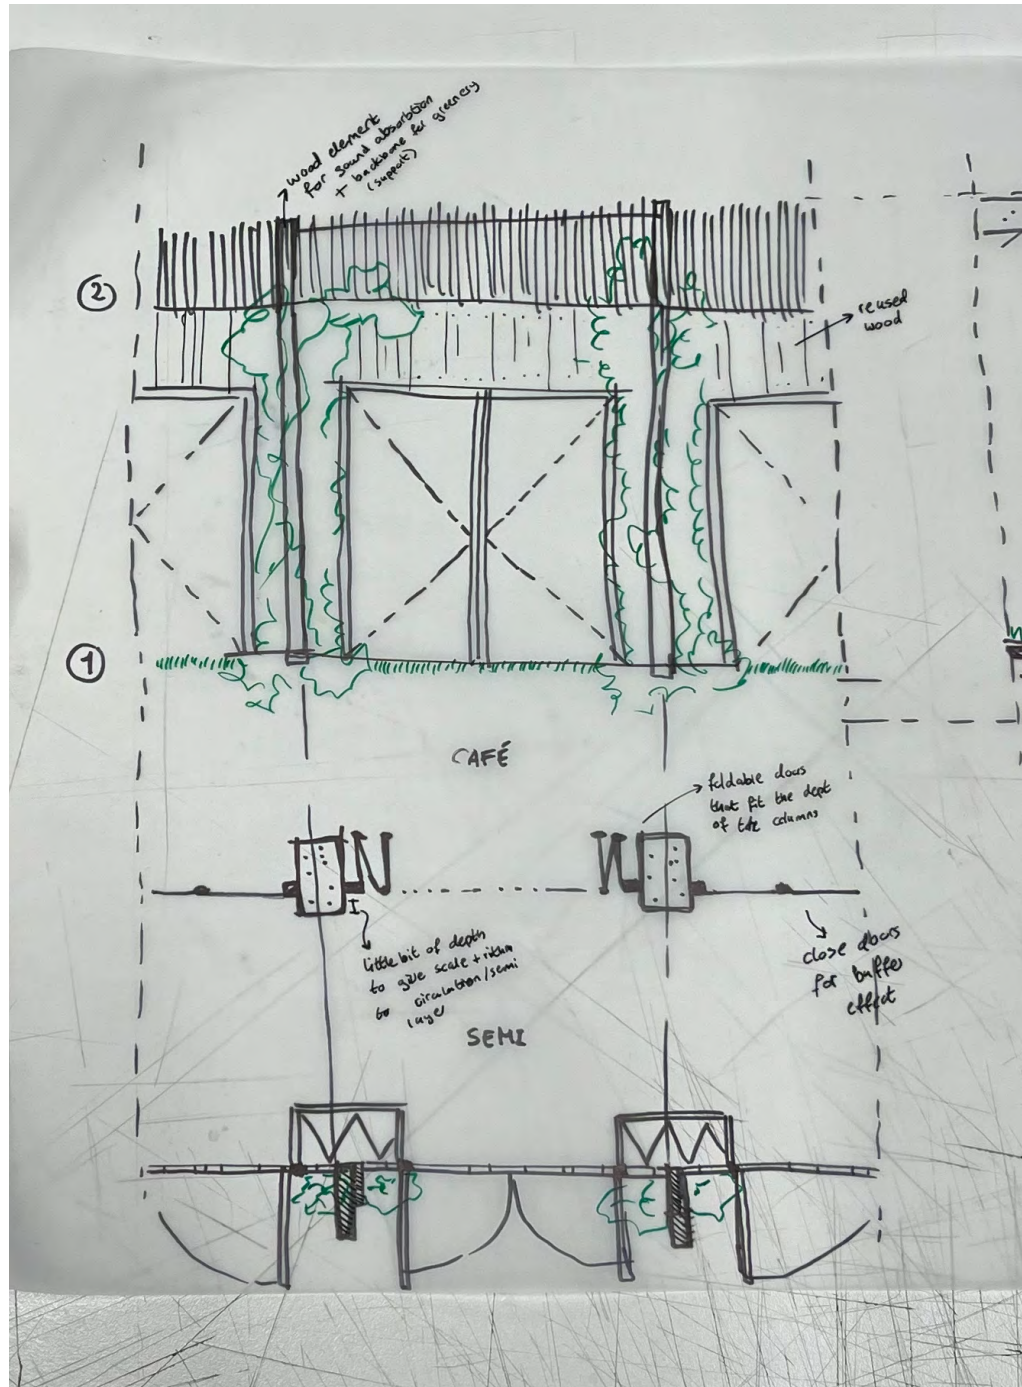 wood element
for sound absorbtion
+ backbone for greenery
(support)
2
reused
wood
1
CAFÉ
foldable doors
that fit the dept
of the columns
little bit of depth
to give scale + rithm
to circulation/semi
layer
close doors
for buffer
effect
SEMI